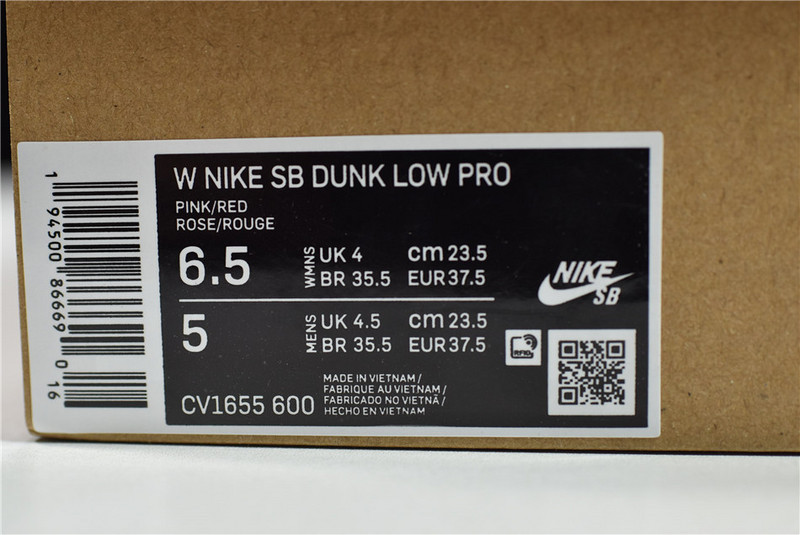 W NIKE SB DUNK LOW PRO
PINK/RED
ROSE/ROUGE
6.5 WMNS UK 4 cm 23.5
BR 35.5 EUR 37.5
5 MENS UK 4.5 cm 23.5
BR 35.5 EUR 37.5
NIKE
SB
RFID
CV1655 600
MADE IN VIETNAM /
FABRIQUE AU VIETNAM /
FABRICADO NO VIETNÃ /
HECHO EN VIETNAM
1 94500 86669 0 16